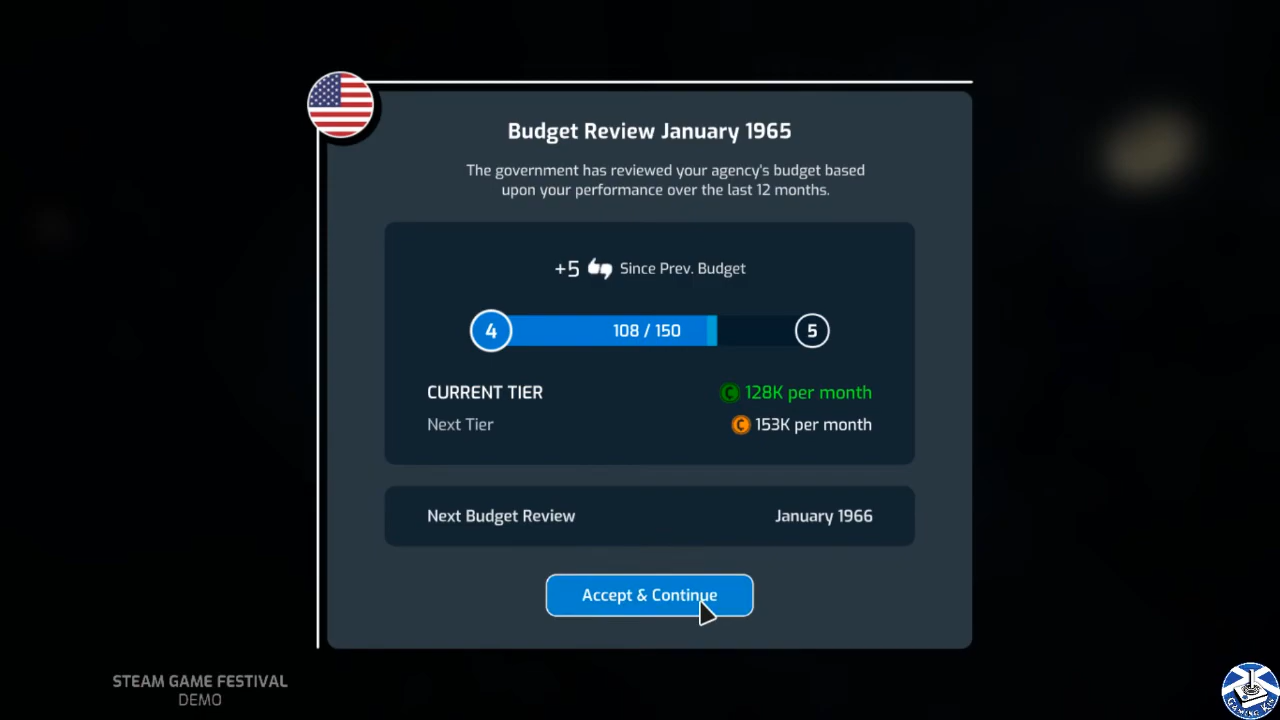 Budget Review January 1965
The government has reviewed your agency's budget based
upon your performance over the last 12 months.
+5 Since Prev. Budget
4 108 / 150 5
CURRENT TIER C 128K per month
Next Tier C 153K per month
Next Budget Review January 1966
Accept & Continue
STEAM GAME FESTIVAL
DEMO